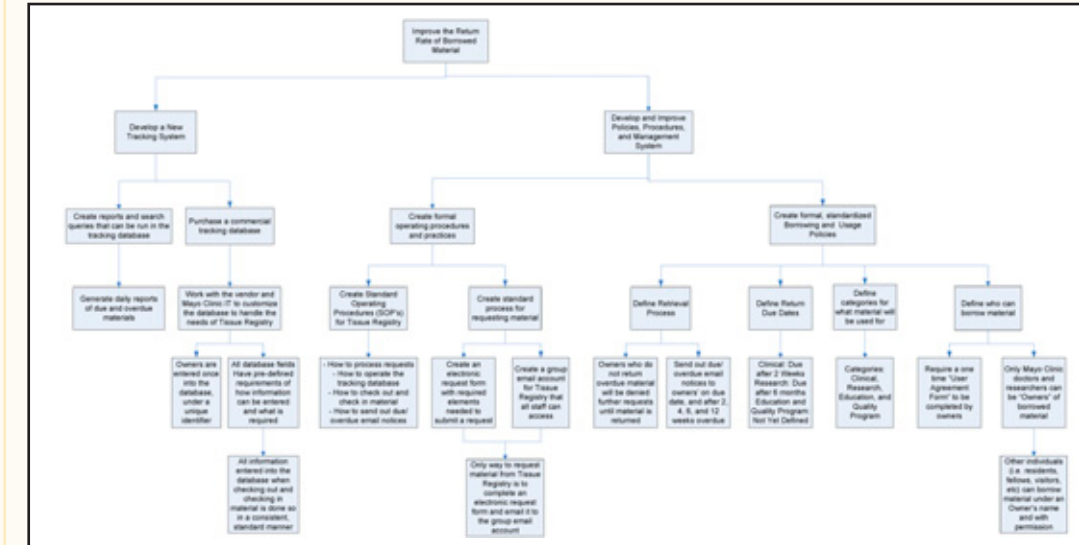 Improve the Return
Rate of Borrowed
Material
Develop a New
Tracking System
Develop and Improve
Policies, Procedures,
and Management
System
Create reports and search
queries that can be run in the
tracking database
Purchase a commercial
tracking database
Create formal
operating procedures
and practices
Create formal, standardized
Borrowing and Usage
Policies
Generate daily reports
of due and overdue
materials
Work with the vendor and
Mayo Clinic IT to customize
the database to handle the
needs of Tissue Registry
Create Standard
Operating
Procedures (SOP's)
for Tissue Registry
Create standard
process for
requesting material
Define Retrieval
Process
Define Return
Due Dates
Define
categories for
what material will
be used for
Define who can
borrow material
Owners are
entered once
into the
database,
under a
unique
identifier
All database fields
Have pre-defined
requirements of
how information
can be entered
and what is
required
- How to process requests
- How to operate the
tracking database
- How to check out and
check in material
- How to send out due/
overdue email notices
Create an
electronic
request form
with required
elements
needed to
submit a request
Create a group
email account
for Tissue
Registry that
all staff can
access
Owners who do
not return
overdue material
will be denied
further requests
until material is
returned
Send out due/
overdue email
notices to
owners' on due
date, and after 2,
4, 6, and 12
weeks overdue
Clinical: Due
after 2 Weeks
Research: Due
after 6 months
Education and
Quality Program
Not Yet Defined
Categories:
Clinical,
Research,
Education, and
Quality
Program
Require a one
time "User
Agreement
Form" to be
completed by
owners
Only Mayo Clinic
doctors and
researchers can
be "Owners" of
borrowed
material
All information
entered into the
database when
checking out and
checking in
material is done so
in a consistent,
standard manner
Only way to request
material from Tissue
Registry is to
complete an
electronic request
form and email it to
the group email
account
Other individuals
(i.e. residents,
fellows, visitors,
etc) can borrow
material under an
Owner's name
and with
permission